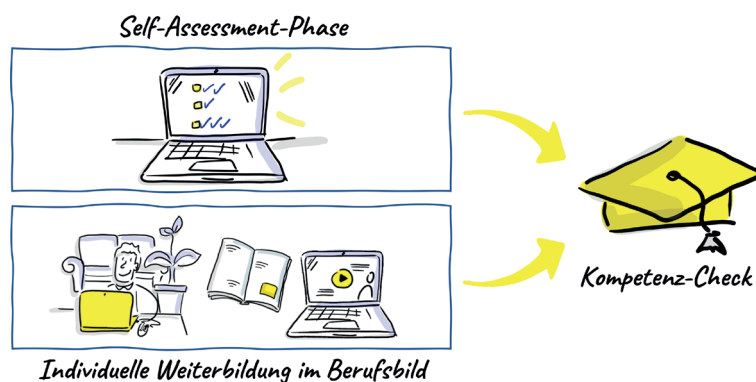 Self-Assessment-Phase
Kompetenz-Check
Individuelle Weiterbildung im Berufsbild